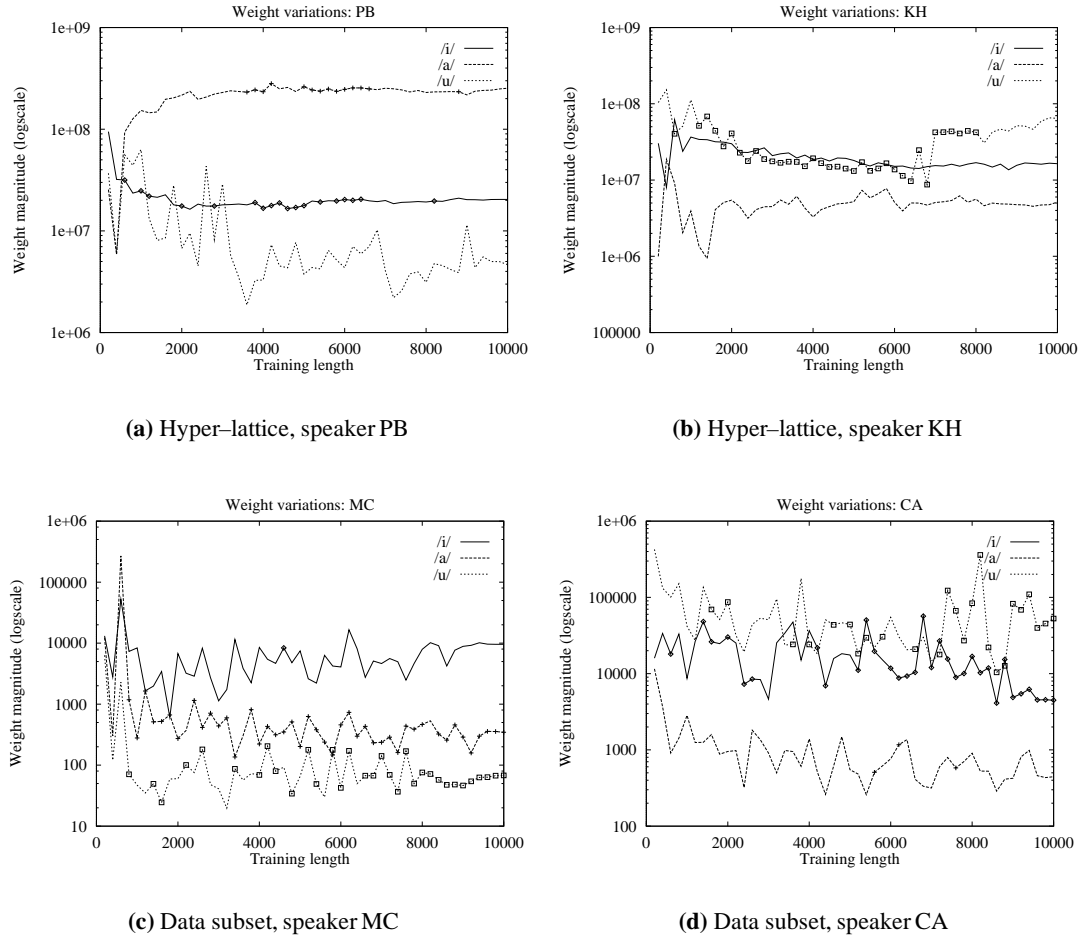 Weight variations: PB
1e+09
1e+08
1e+07
1e+06
Weight magnitude (logscale)
/i/
/a/
/u/
0 2000 4000 6000 8000 10000
Training length
(a) Hyper–lattice, speaker PB
Weight variations: KH
1e+09
1e+08
1e+07
1e+06
100000
Weight magnitude (logscale)
/i/
/a/
/u/
0 2000 4000 6000 8000 10000
Training length
(b) Hyper–lattice, speaker KH
Weight variations: MC
1e+06
100000
10000
1000
100
10
Weight magnitude (logscale)
/i/
/a/
/u/
0 2000 4000 6000 8000 10000
Training length
(c) Data subset, speaker MC
Weight variations: CA
1e+06
100000
10000
1000
100
Weight magnitude (logscale)
/i/
/a/
/u/
0 2000 4000 6000 8000 10000
Training length
(d) Data subset, speaker CA